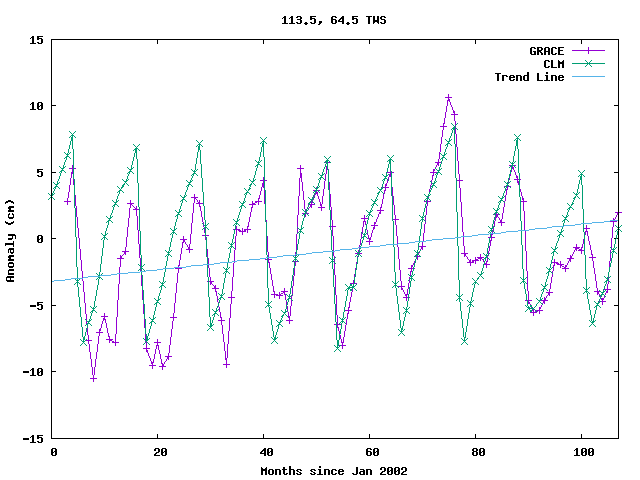 113.5, 64.5 TWS
GRACE
CLM
Trend Line
15
10
5
0
-5
-10
-15
Anomaly (cm)
0 20 40 60 80 100
Months since Jan 2002